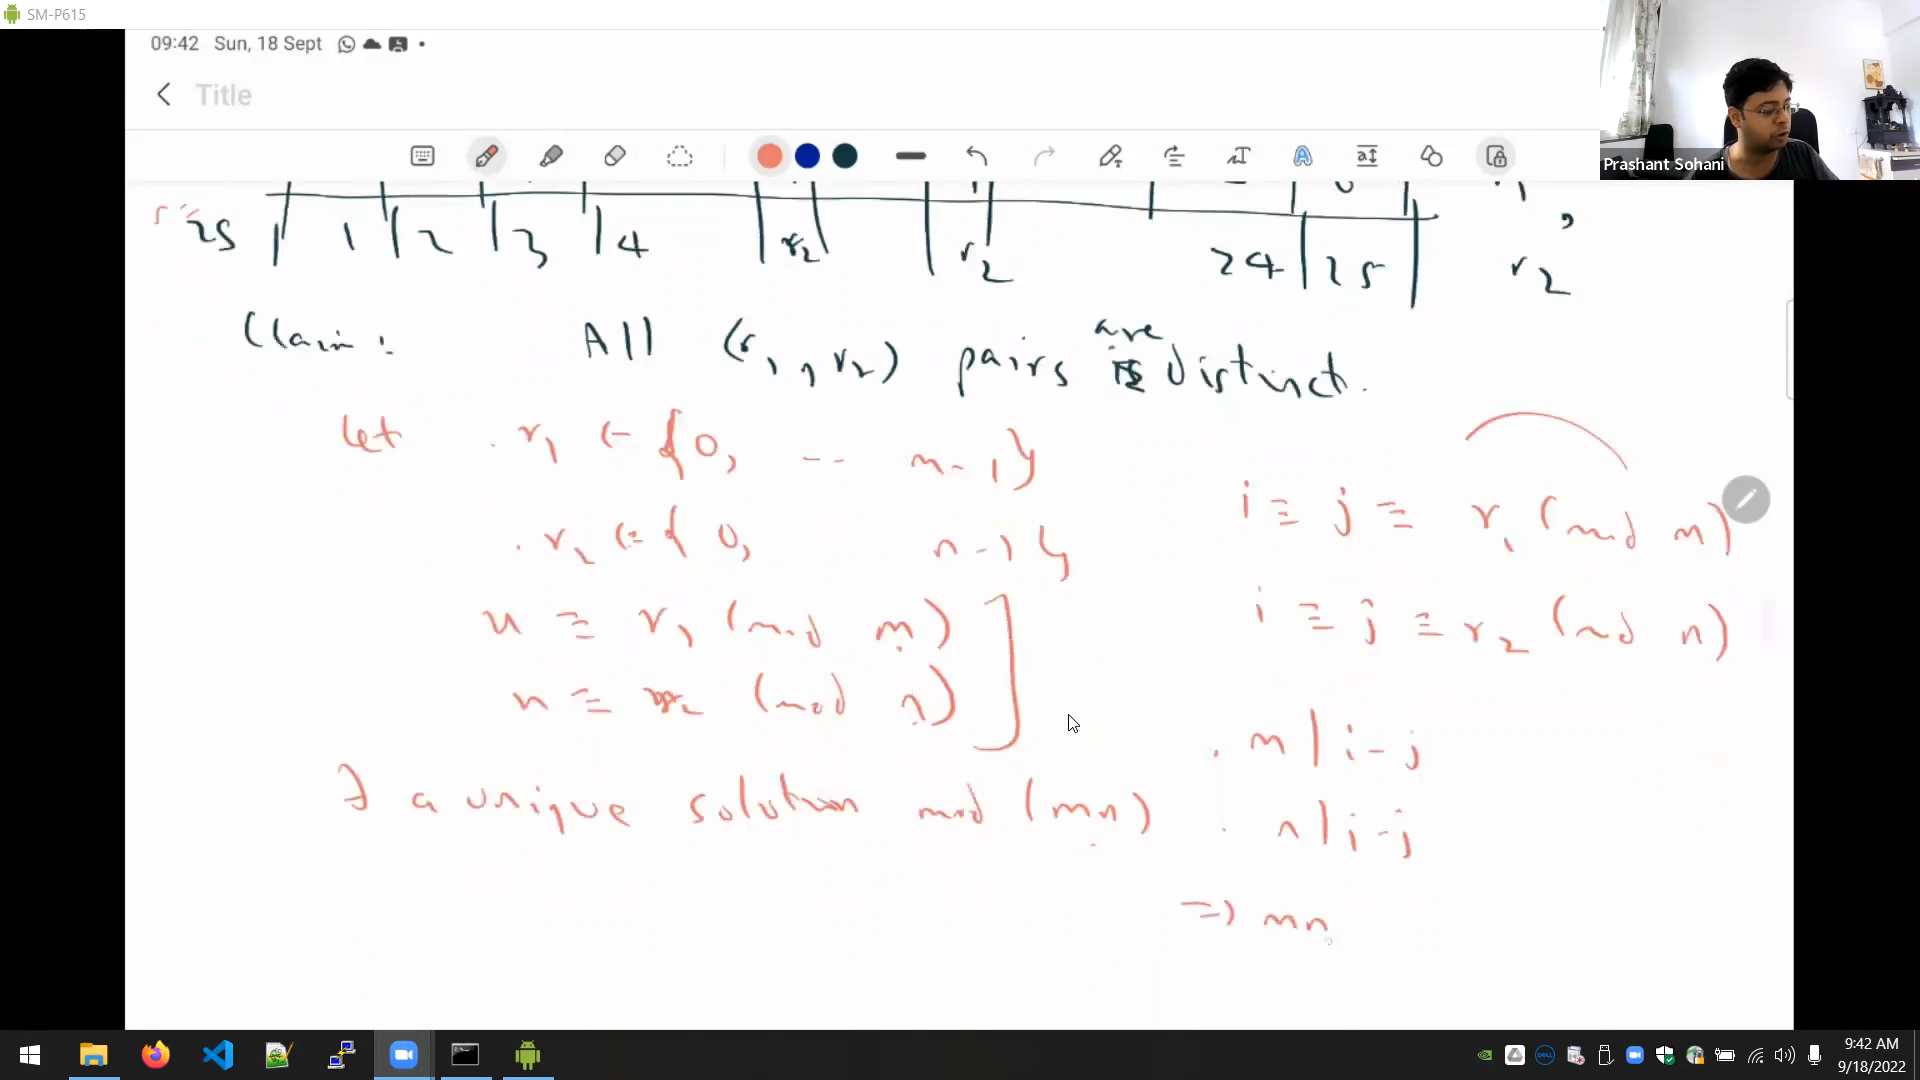 SM-P615
09:42 Sun, 18 Sept
Title
Prashant Sohani
25 | 1 | 2 | 3 | 4 | r2 | r2 | 24 | 25 | r2
Claim: All (r1, r2) pairs are distinct.
Let r1 ∈ {0, -- m-1}
r2 ∈ {0, n-1}
i ≡ j ≡ r1 (mod m)
i ≡ j ≡ r2 (mod n)
u ≡ r1 (mod m)
n ≡ r2 (mod n)
m | i-j
∃ a unique solution mod (mn)
n | i-j
=> mn
9:42 AM
9/18/2022